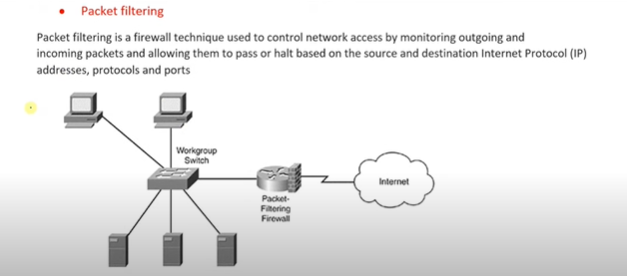 Packet filtering
Packet filtering is a firewall technique used to control network access by monitoring outgoing and
incoming packets and allowing them to pass or halt based on the source and destination Internet Protocol (IP)
addresses, protocols and ports
Workgroup
Switch
Internet
Packet-
Filtering
Firewall